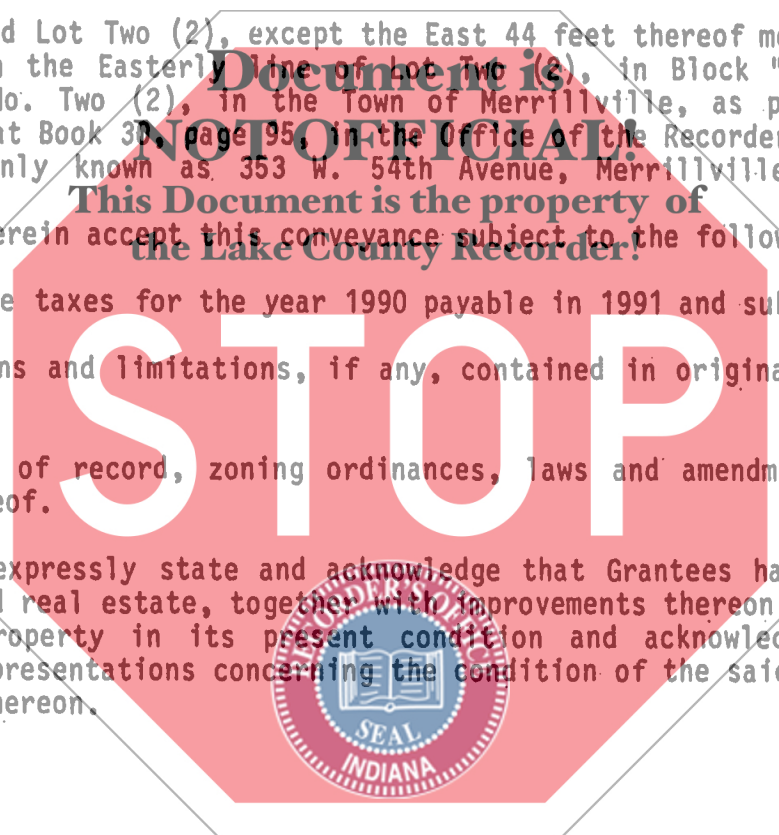 d Lot Two (2), except the East 44 feet thereof me
Document is
the Easterly line of Lot Two (2), in Block "
No. Two (2), in the Town of Merrillville, as p
NOT OFFICIAL!
at Book 30, page 95, in the Office of the Recorder
nly known as 353 W. 54th Avenue, Merrillville
This Document is the property of
erein accept this conveyance subject to the follow
the Lake County Recorder!
e taxes for the year 1990 payable in 1991 and su
ns and limitations, if any, contained in origina
STOP
of record, zoning ordinances, laws and amendm
eof.
expressly state and acknowledge that Grantees ha
real estate, together with improvements thereon
roperty in its present condition and acknowled
presentations concerning the condition of the said
hereon.
RECORDER'S OFFICE
SEAL
INDIANA